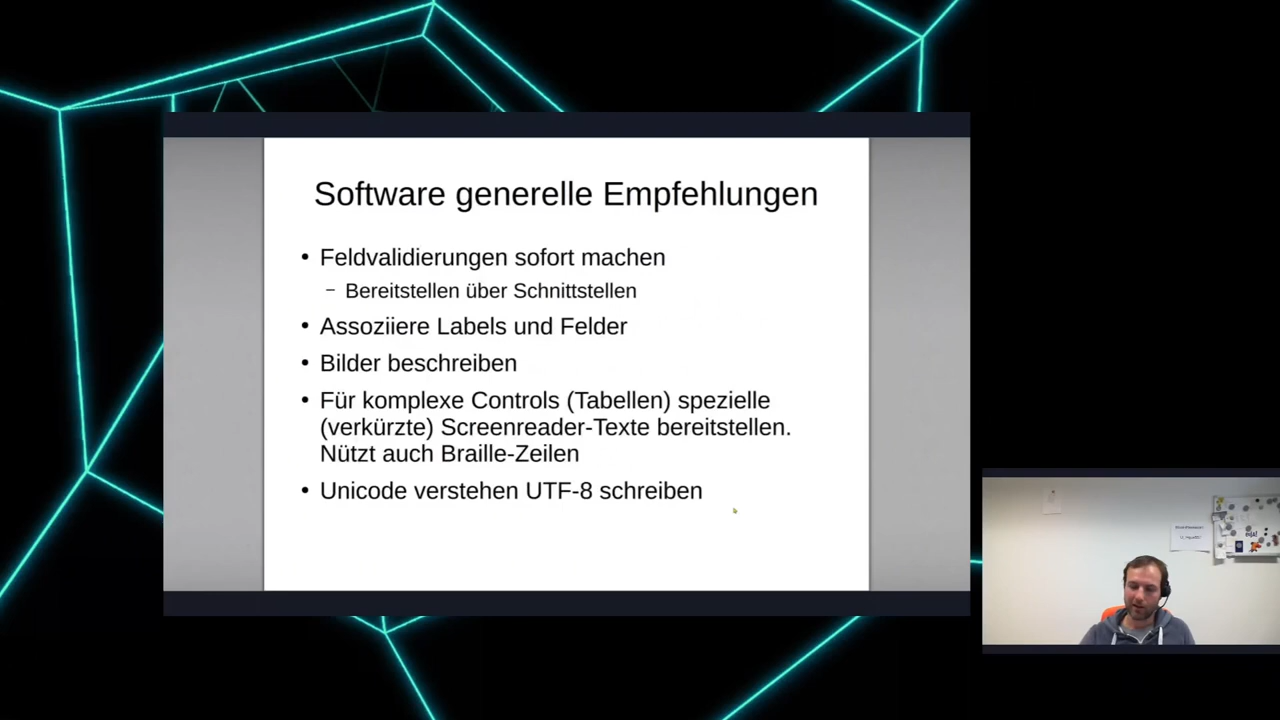 Software generelle Empfehlungen
• Feldvalidierungen sofort machen
– Bereitstellen über Schnittstellen
• Assoziiere Labels und Felder
• Bilder beschreiben
• Für komplexe Controls (Tabellen) spezielle
(verkürzte) Screenreader-Texte bereitstellen.
Nützt auch Braille-Zeilen
• Unicode verstehen UTF-8 schreiben